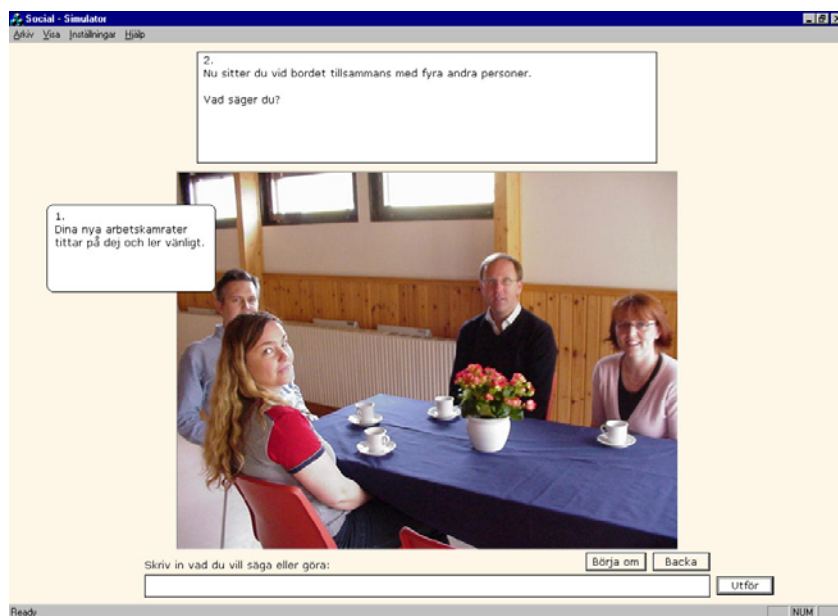 Social - Simulator
Arkiv Visa Inställningar Hjälp
2.
Nu sitter du vid bordet tillsammans med fyra andra personer.
Vad säger du?
1.
Dina nya arbetskamrater
tittar på dej och ler vänligt.
Skriv in vad du vill säga eller göra:
Börja om
Backa
Utför
Ready
NUM